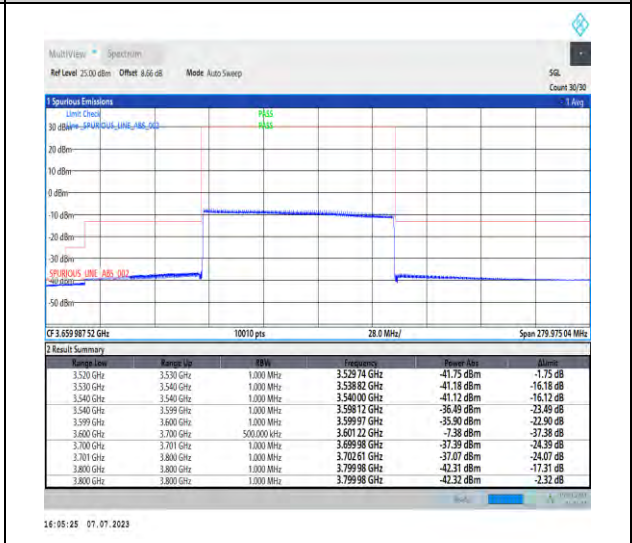 MultiView Spectrum
Ref Level 25.00 dBm Offset 8.66 dB Mode Auto Sweep SGL
Count 30/30
1 Spurious Emissions 1 Avg
Limit Check PASS
30 dBm Line _SPURIOUS_LINE_ABS_002 PASS
20 dBm
10 dBm
0 dBm
-10 dBm
-20 dBm
-30 dBm
SPURIOUS_LINE_ABS_002
-40 dBm
-50 dBm
CF 3.659 987 52 GHz 10010 pts 28.0 MHz/ Span 279.975 04 MHz
2 Result Summary
Range Low Range Up RBW Frequency Power Abs ΔLimit
3.520 GHz 3.530 GHz 1.000 MHz 3.529 74 GHz -41.75 dBm -1.75 dB
3.530 GHz 3.540 GHz 1.000 MHz 3.538 82 GHz -41.18 dBm -16.18 dB
3.540 GHz 3.540 GHz 1.000 MHz 3.540 00 GHz -41.12 dBm -16.12 dB
3.540 GHz 3.599 GHz 1.000 MHz 3.598 12 GHz -36.49 dBm -23.49 dB
3.599 GHz 3.600 GHz 1.000 MHz 3.599 97 GHz -35.90 dBm -22.90 dB
3.600 GHz 3.700 GHz 500.000 kHz 3.601 22 GHz -7.38 dBm -37.38 dB
3.700 GHz 3.701 GHz 1.000 MHz 3.699 98 GHz -37.39 dBm -24.39 dB
3.701 GHz 3.800 GHz 1.000 MHz 3.702 61 GHz -37.07 dBm -24.07 dB
3.800 GHz 3.800 GHz 1.000 MHz 3.799 98 GHz -42.31 dBm -17.31 dB
3.800 GHz 3.800 GHz 1.000 MHz 3.799 98 GHz -42.32 dBm -2.32 dB
16:05:25 07.07.2023